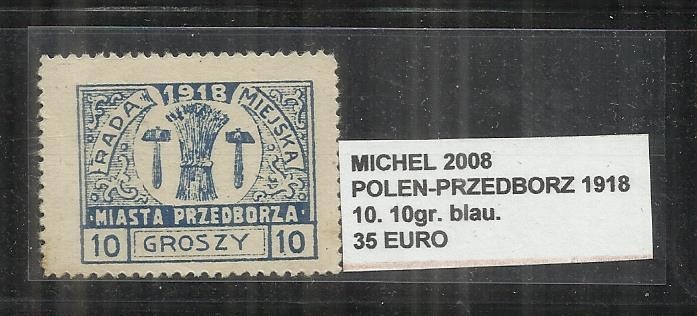 1918
RADA MIEJSKA
MIASTA PRZEDBORZA
10 GROSZY 10
MICHEL 2008
POLEN-PRZEDBORZ 1918
10. 10gr. blau.
35 EURO